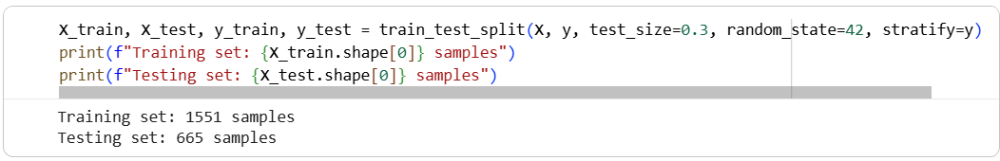 X_train, X_test, y_train, y_test = train_test_split(X, y, test_size=0.3, random_state=42, stratify=y)
print(f"Training set: {X_train.shape[0]} samples")
print(f"Testing set: {X_test.shape[0]} samples")
Training set: 1551 samples
Testing set: 665 samples